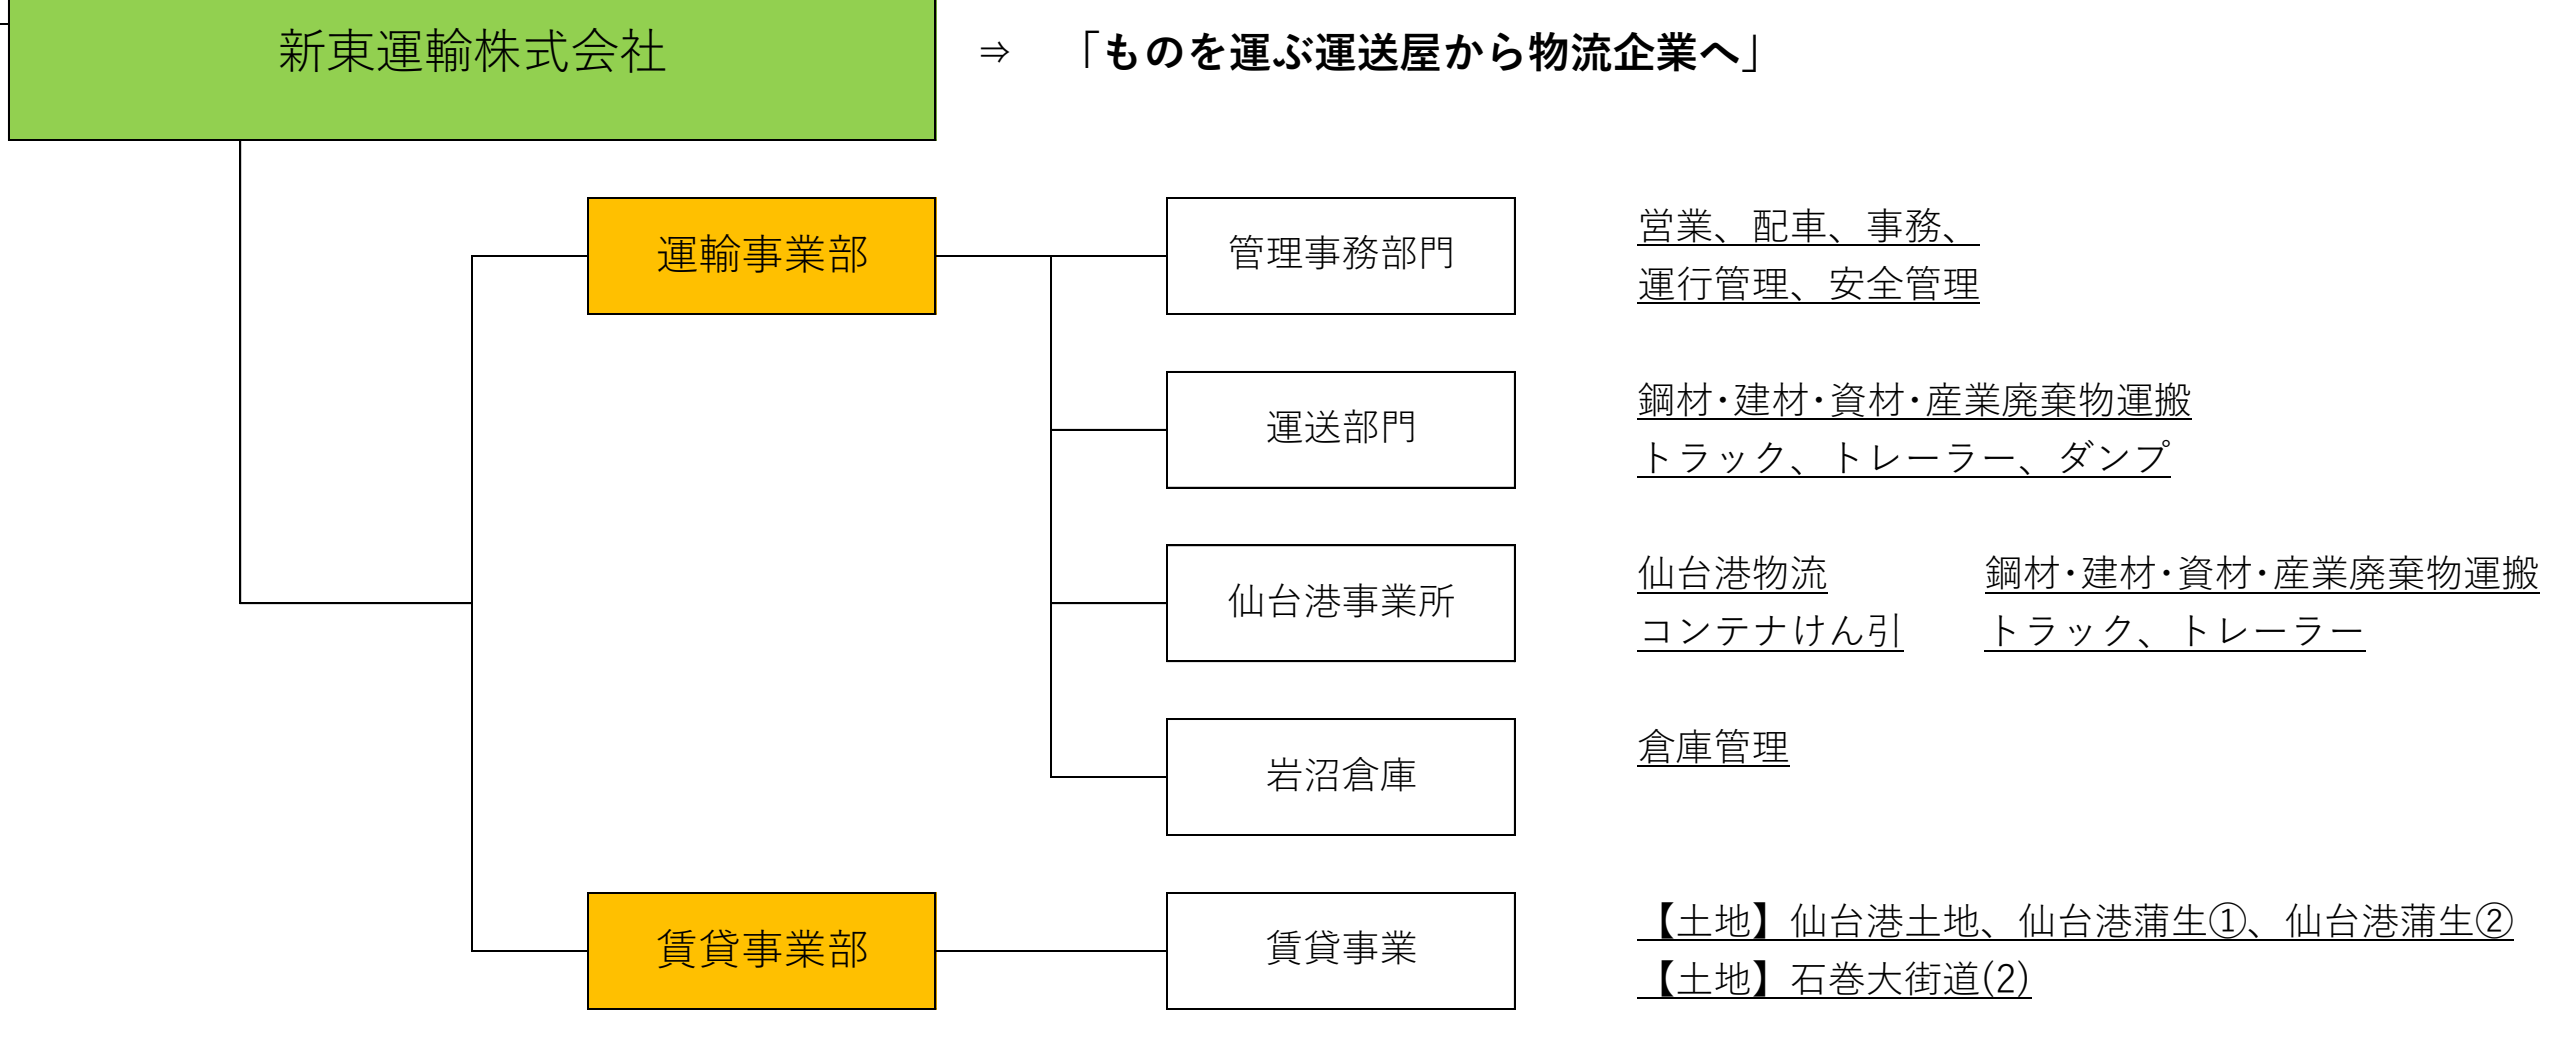 新東運輸株式会社
⇒ 「ものを運ぶ運送屋から物流企業へ」
運輸事業部
管理事務部門
営業、配車、事務、
運行管理、安全管理
運送部門
鋼材･建材･資材･産業廃棄物運搬
トラック、トレーラー、ダンプ
仙台港事業所
仙台港物流
コンテナけん引
鋼材･建材･資材･産業廃棄物運搬
トラック、トレーラー
岩沼倉庫
倉庫管理
賃貸事業部
賃貸事業
【土地】仙台港土地、仙台港蒲生①、仙台港蒲生②
【土地】石巻大街道(2)